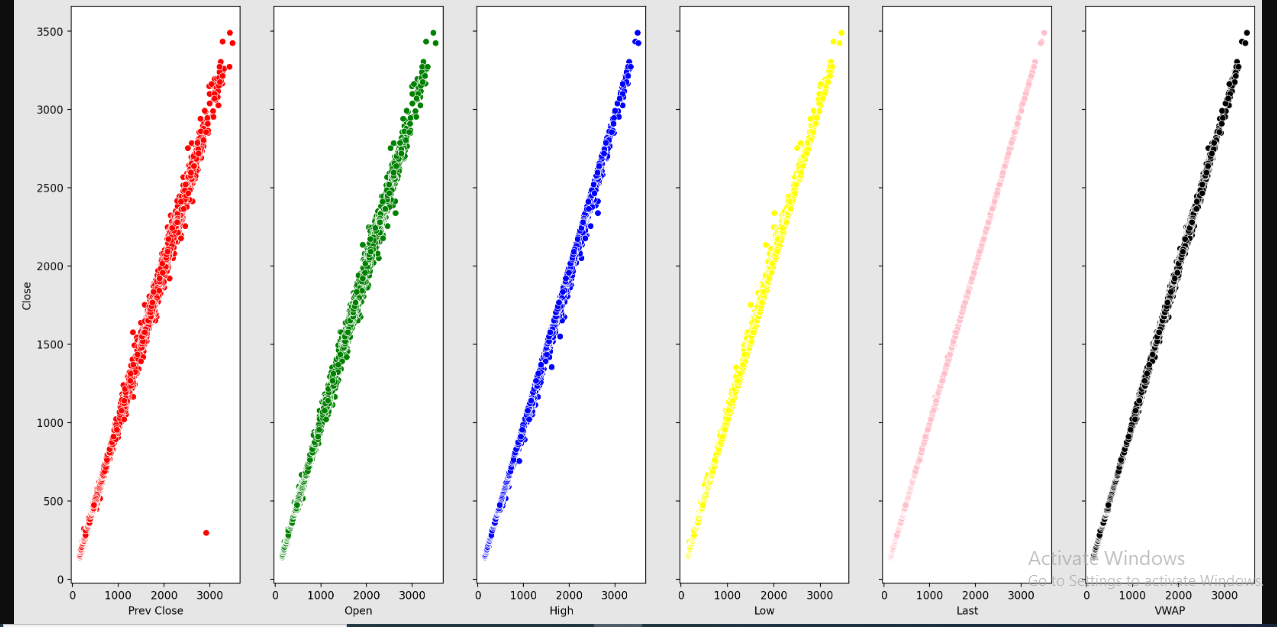 Close
3500
3000
2500
2000
1500
1000
500
0
0 1000 2000 3000
Prev Close
0 1000 2000 3000
Open
0 1000 2000 3000
High
0 1000 2000 3000
Low
0 1000 2000 3000
Last
0 1000 2000 3000
VWAP
Activate Windows
Go to Settings to activate Windows.